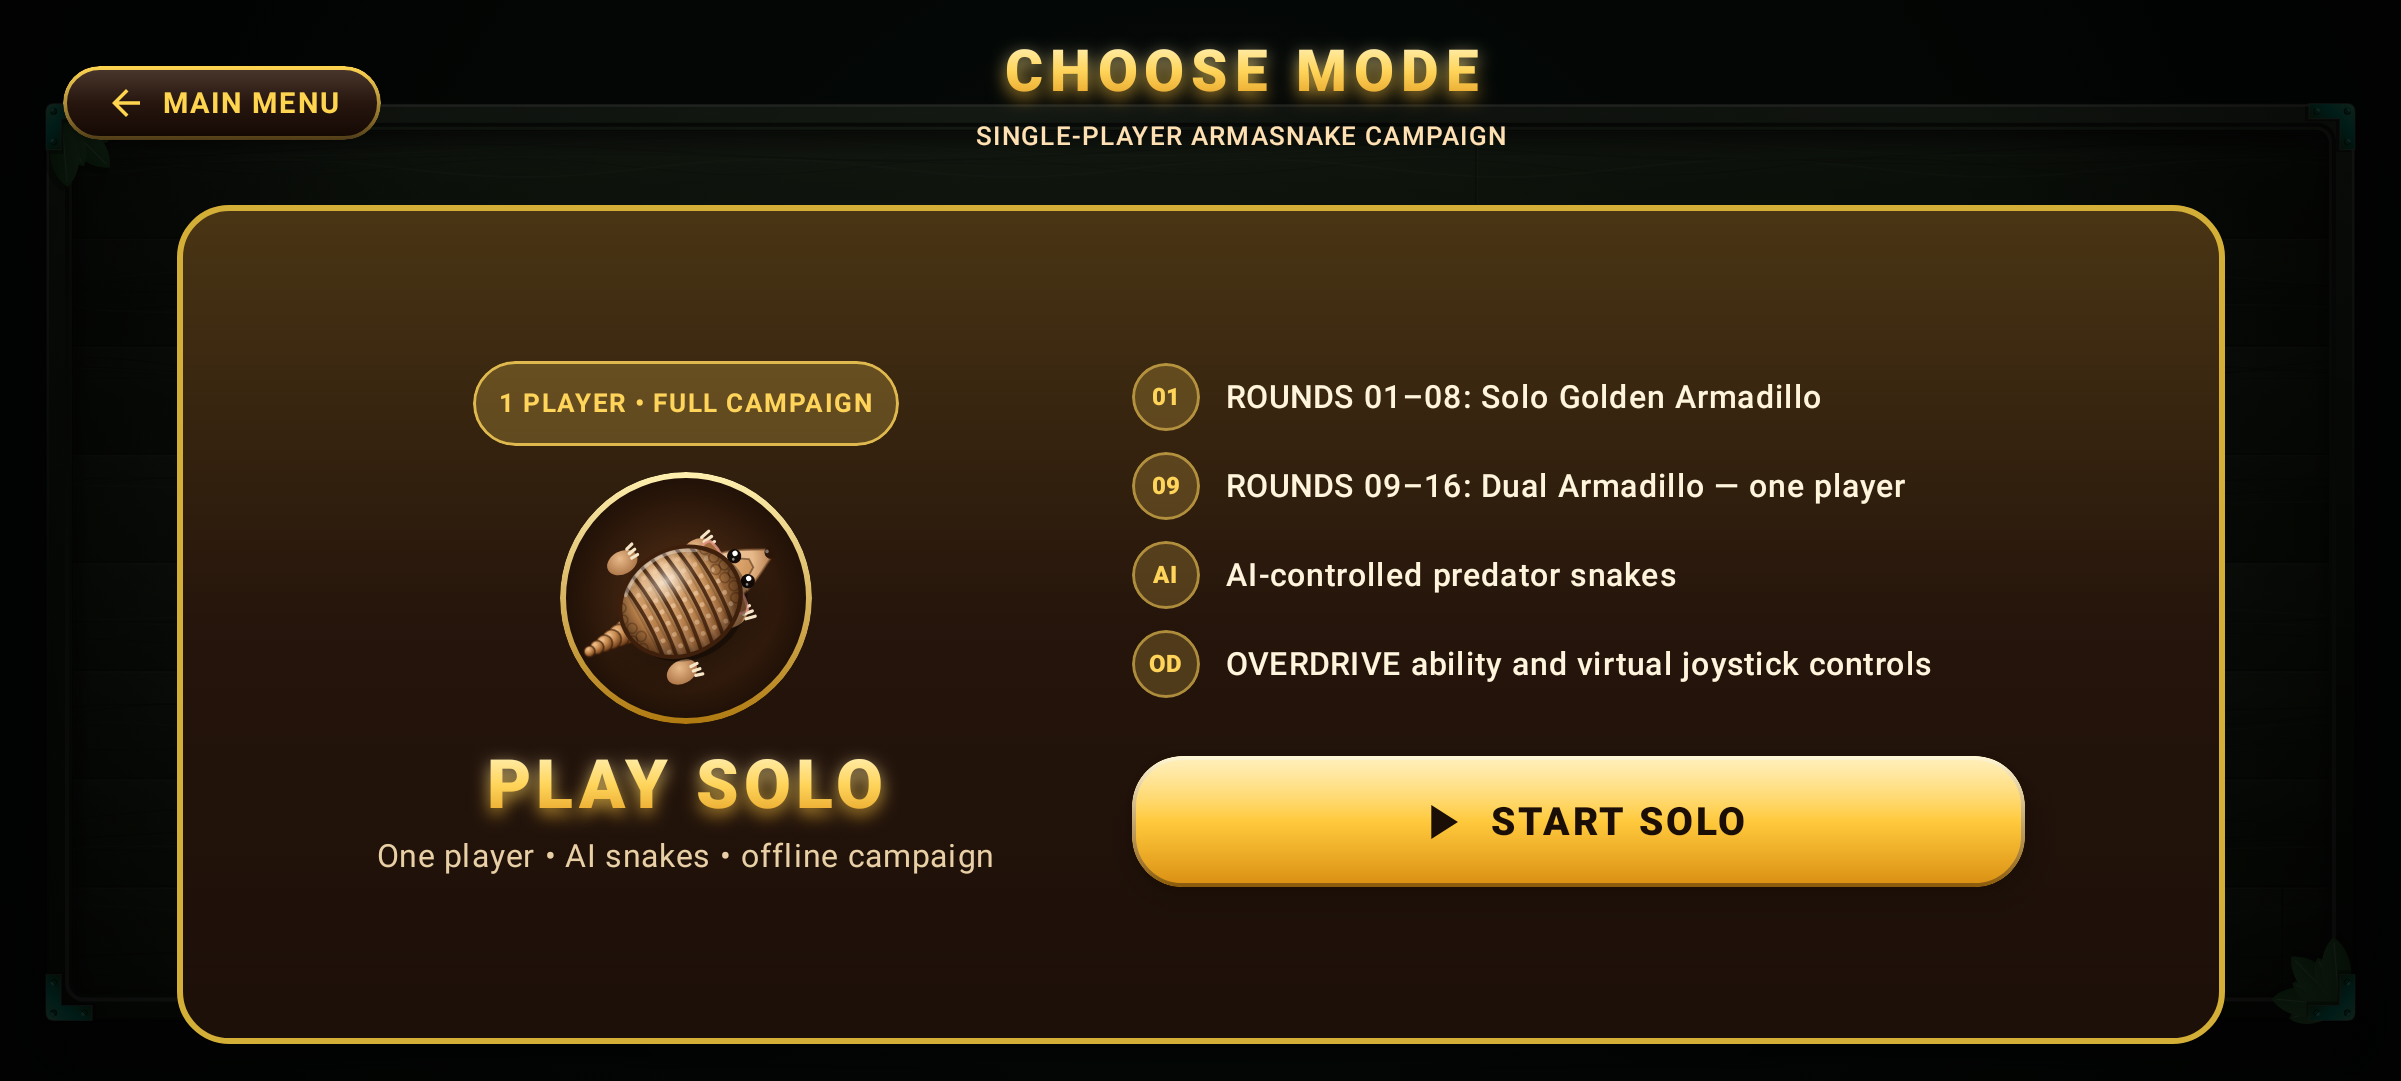 MAIN MENU
CHOOSE MODE
SINGLE-PLAYER ARMASNAKE CAMPAIGN
1 PLAYER • FULL CAMPAIGN
PLAY SOLO
One player • AI snakes • offline campaign
01 ROUNDS 01–08: Solo Golden Armadillo
09 ROUNDS 09–16: Dual Armadillo — one player
AI AI-controlled predator snakes
OD OVERDRIVE ability and virtual joystick controls
START SOLO